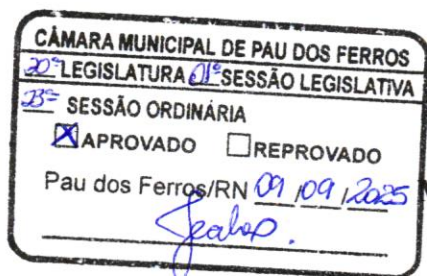 CÂMARA MUNICIPAL DE PAU DOS FERROS
20ª LEGISLATURA 01ª SESSÃO LEGISLATIVA
23ª SESSÃO ORDINÁRIA
☒APROVADO ☐REPROVADO
Pau dos Ferros/RN 09/09/2025